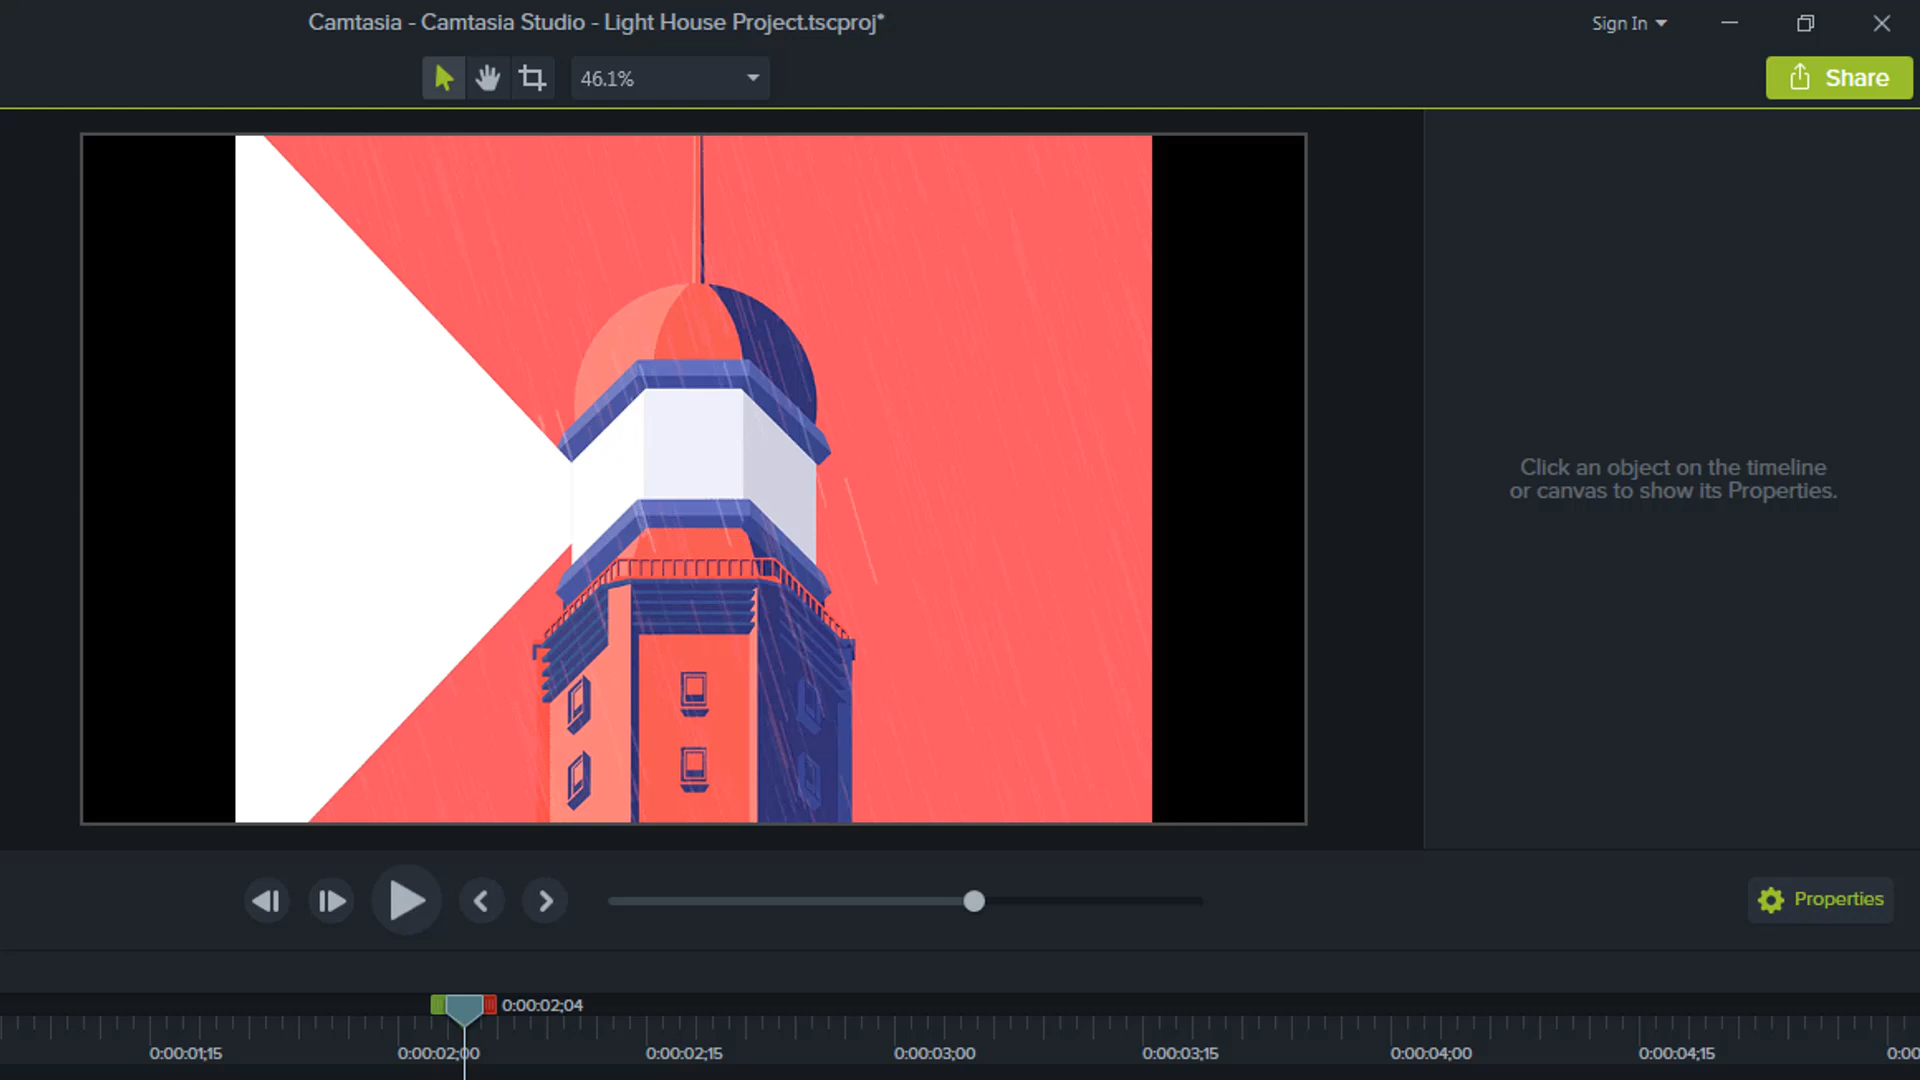 Camtasia - Camtasia Studio - Light House Project.tscproj*
Sign In
46.1%
Share
Click an object on the timeline
or canvas to show its Properties.
Properties
0:00:02;04
0:00:01;15
0:00:02;00
0:00:02;15
0:00:03;00
0:00:03;15
0:00:04;00
0:00:04;15
0:00